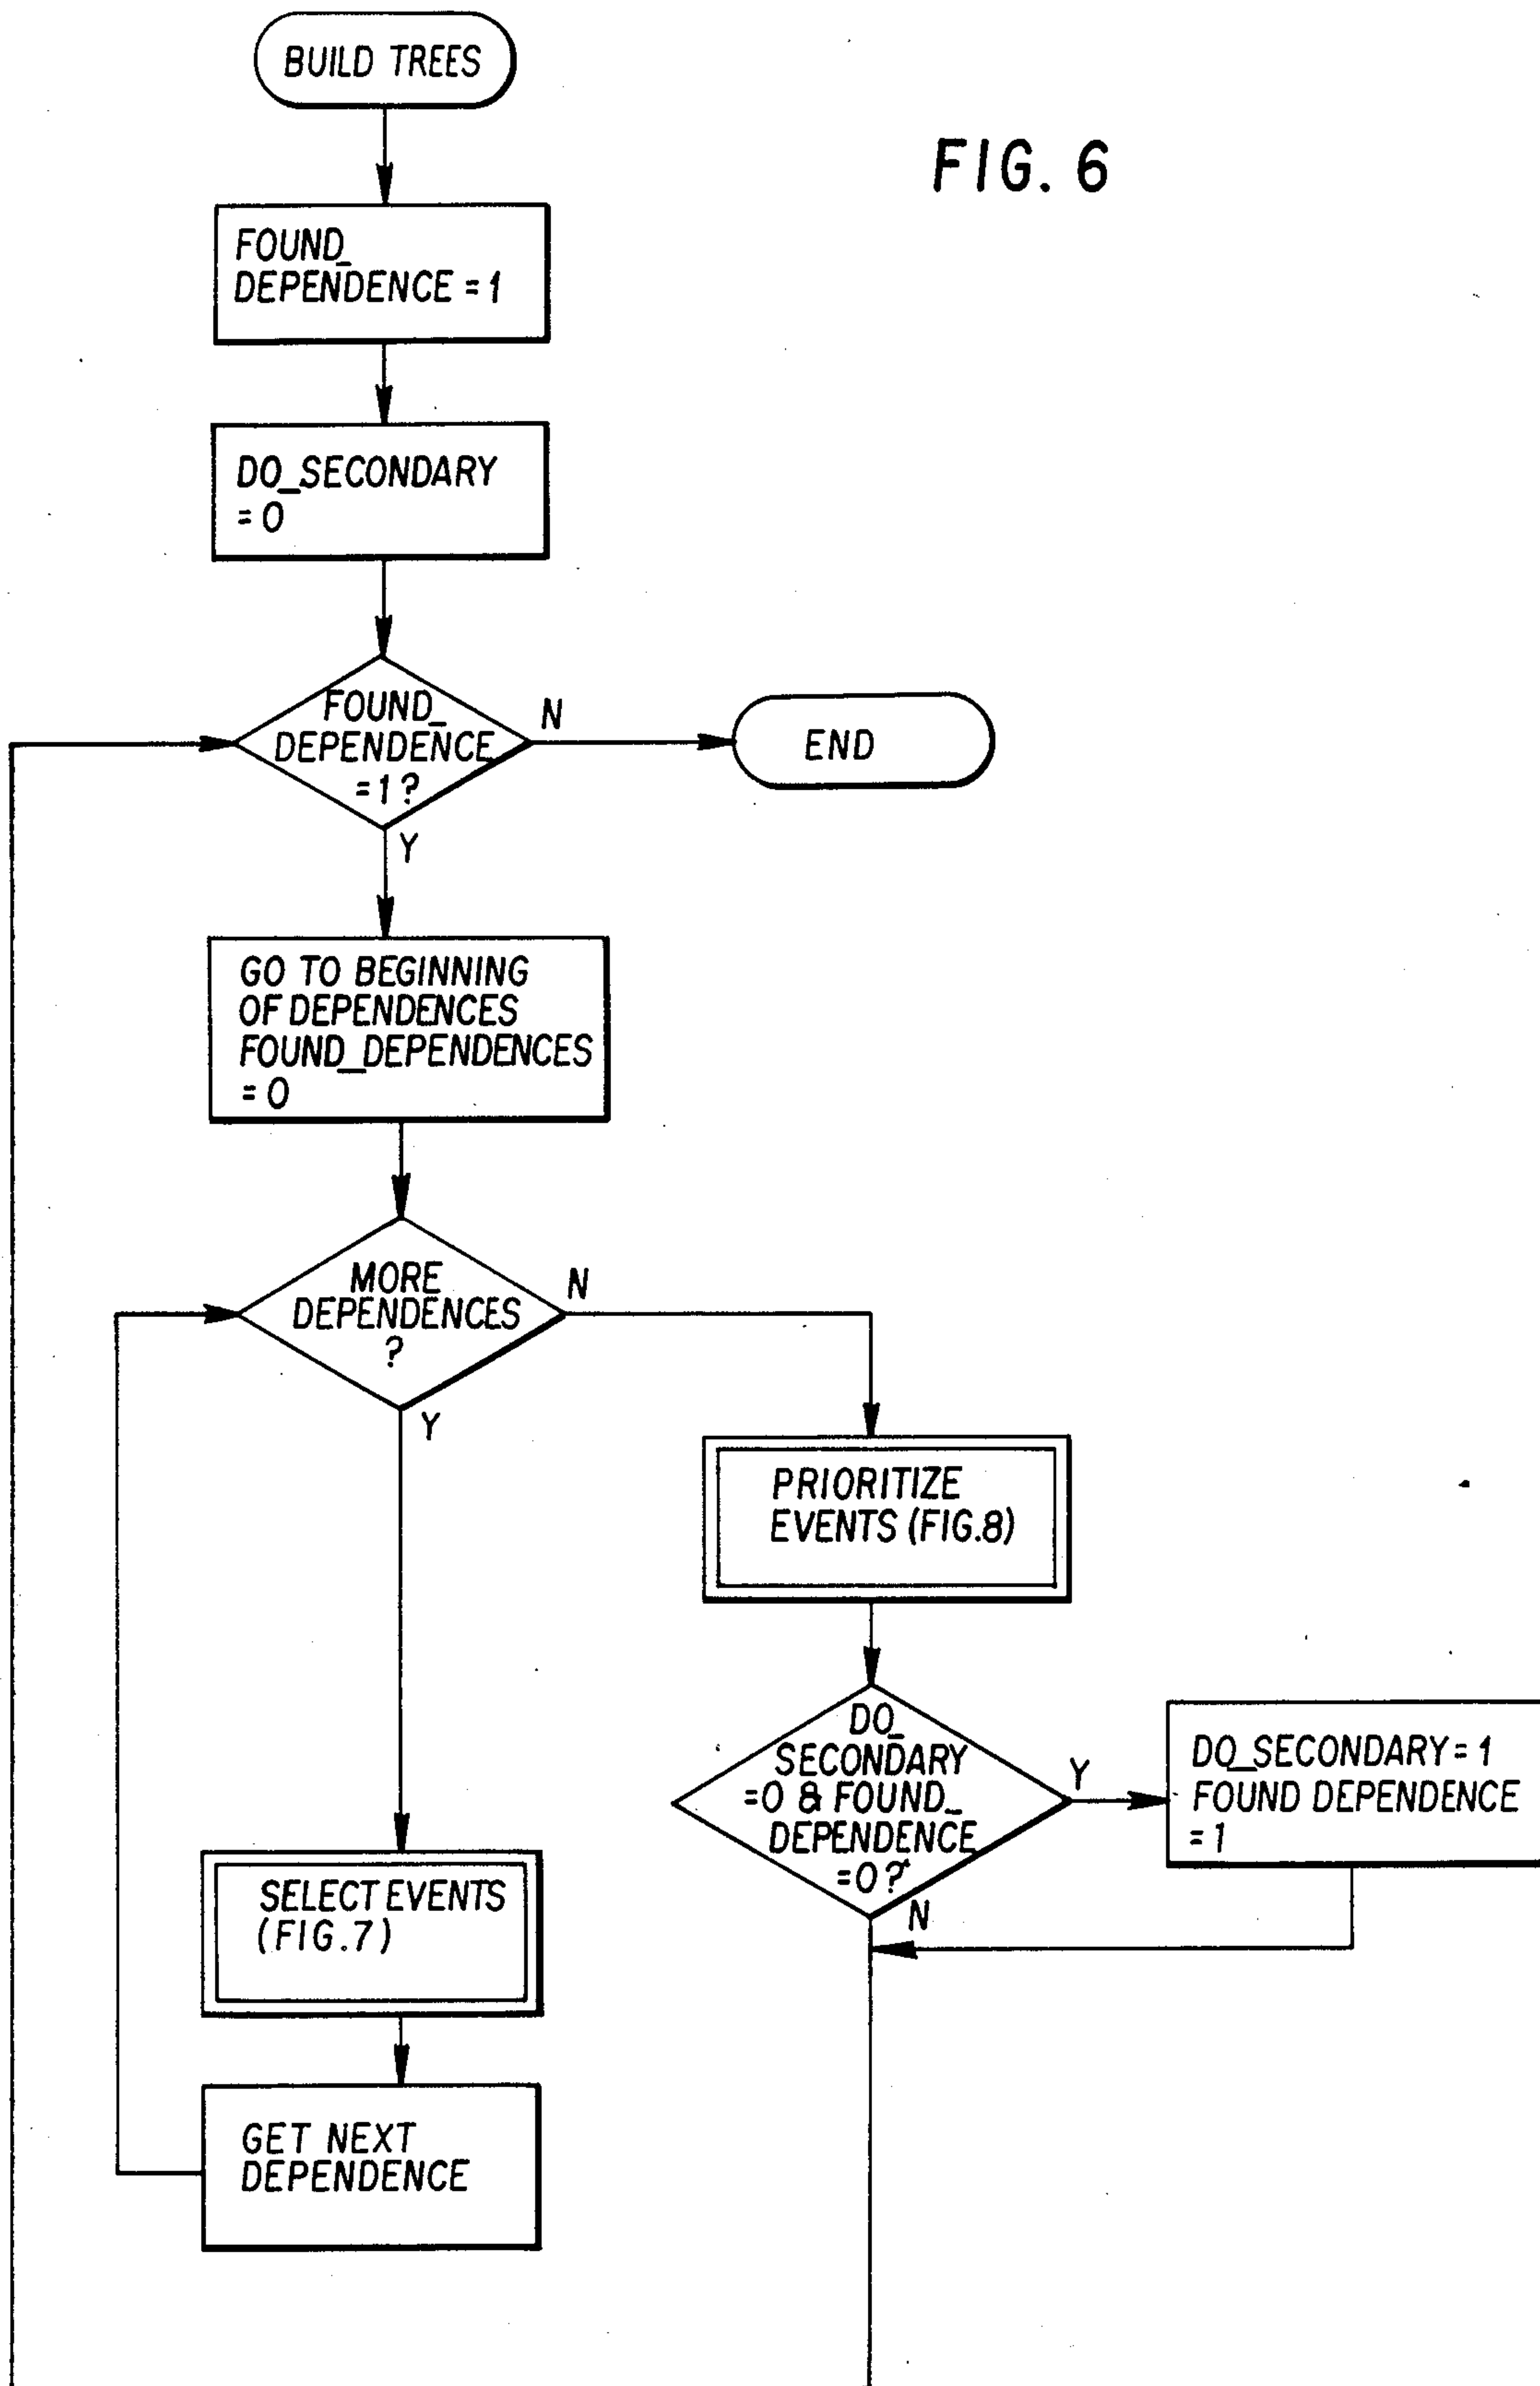 BUILD TREES
FIG. 6
FOUND_
DEPENDENCE = 1
DO_SECONDARY
= 0
FOUND_
DEPENDENCE
= 1 ?
N
END
Y
GO TO BEGINNING
OF DEPENDENCES
FOUND_DEPENDENCES
= 0
MORE
DEPENDENCES
?
N
Y
PRIORITIZE
EVENTS (FIG.8)
DO_
SECONDARY
=0 & FOUND_
DEPENDENCE
=0?
Y
DO_SECONDARY = 1
FOUND DEPENDENCE
= 1
N
SELECT EVENTS
(FIG.7)
GET NEXT
DEPENDENCE